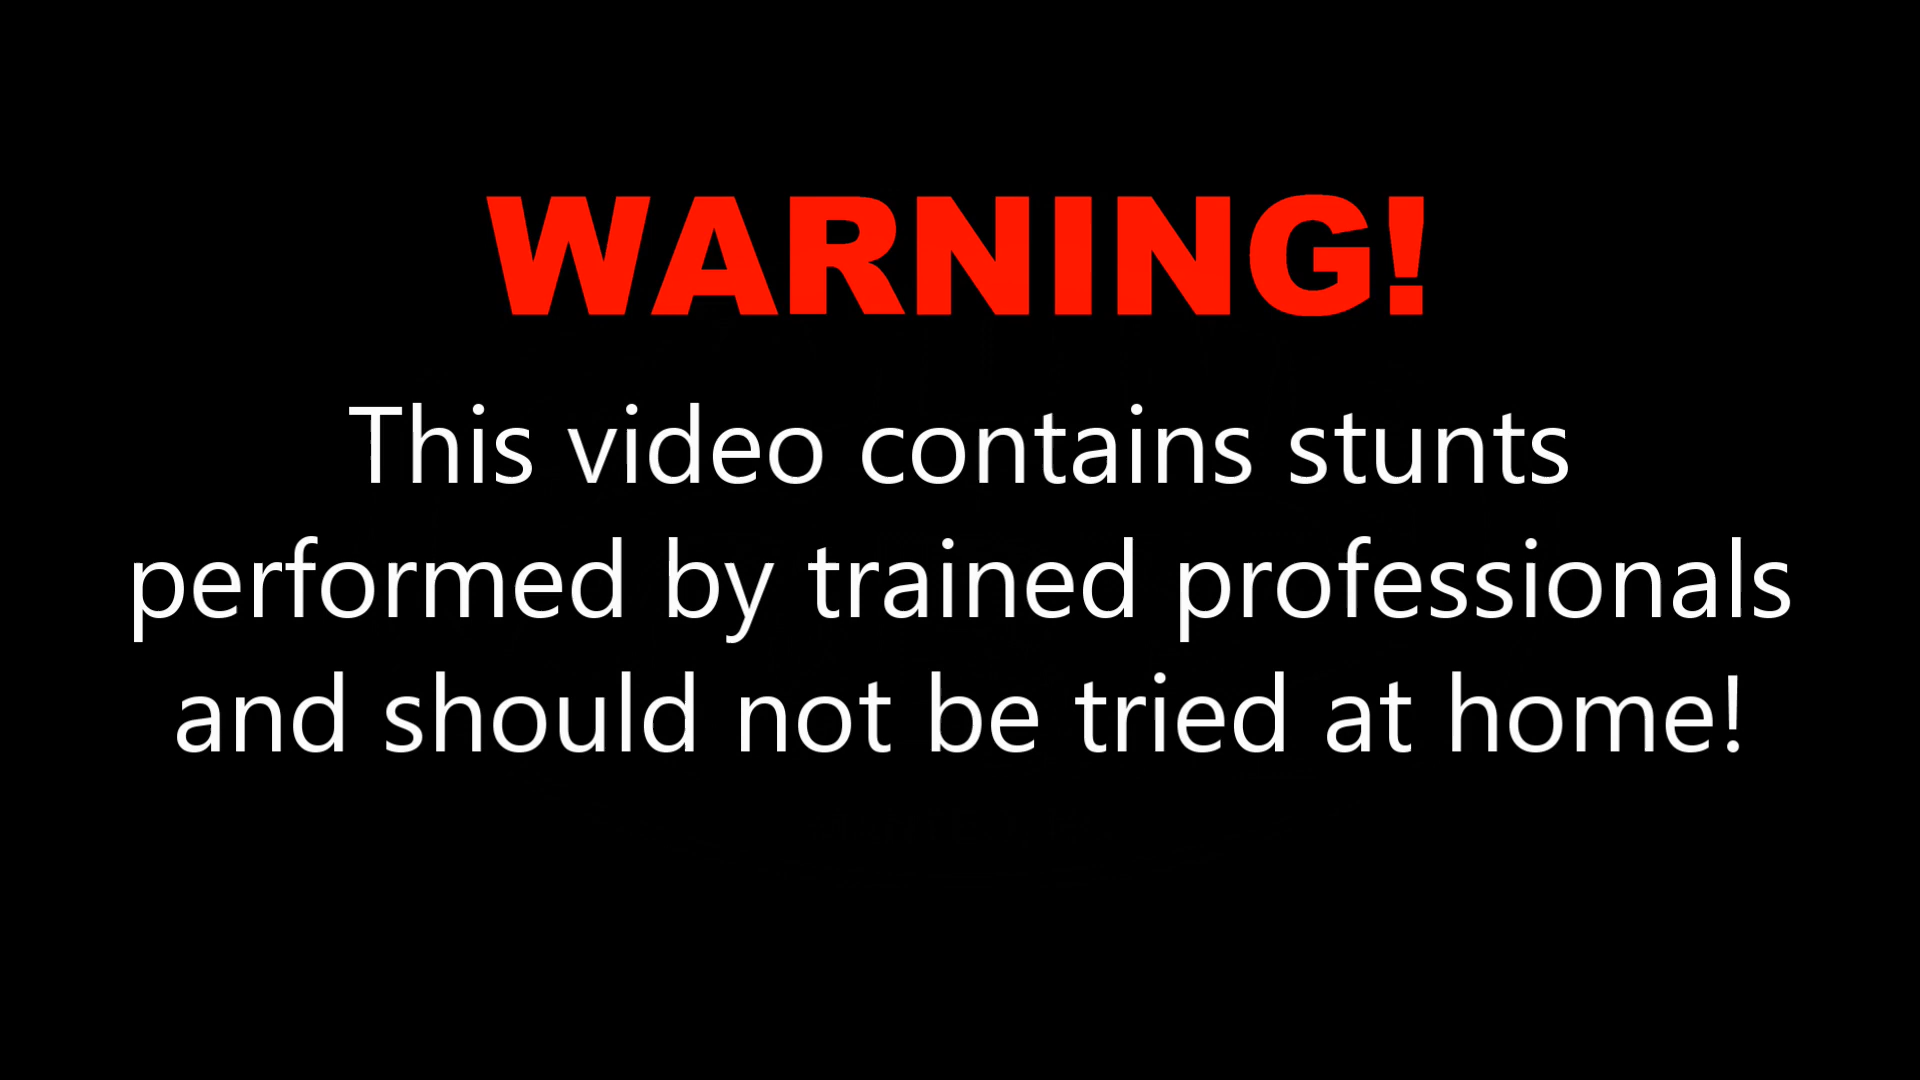 WARNING!
This video contains stunts
performed by trained professionals
and should not be tried at home!